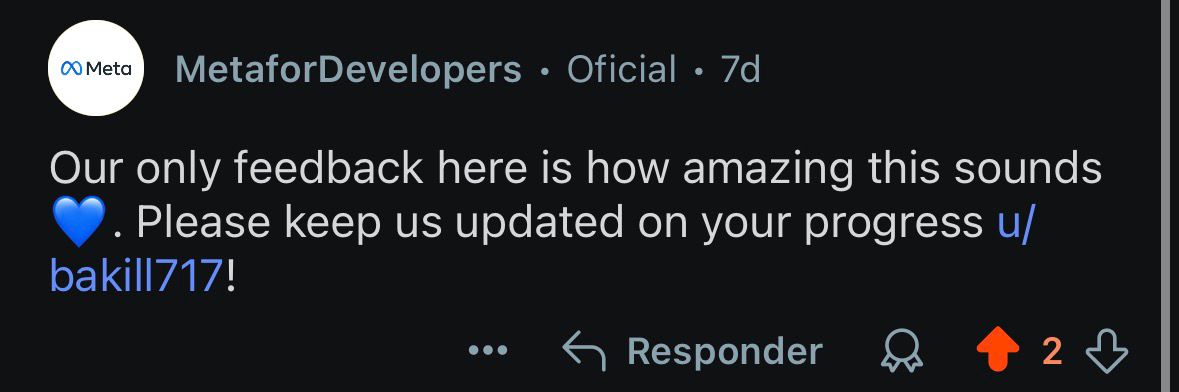 Meta
MetaforDevelopers • Oficial • 7d
Our only feedback here is how amazing this sounds
💙. Please keep us updated on your progress u/
bakill717!
Responder 2